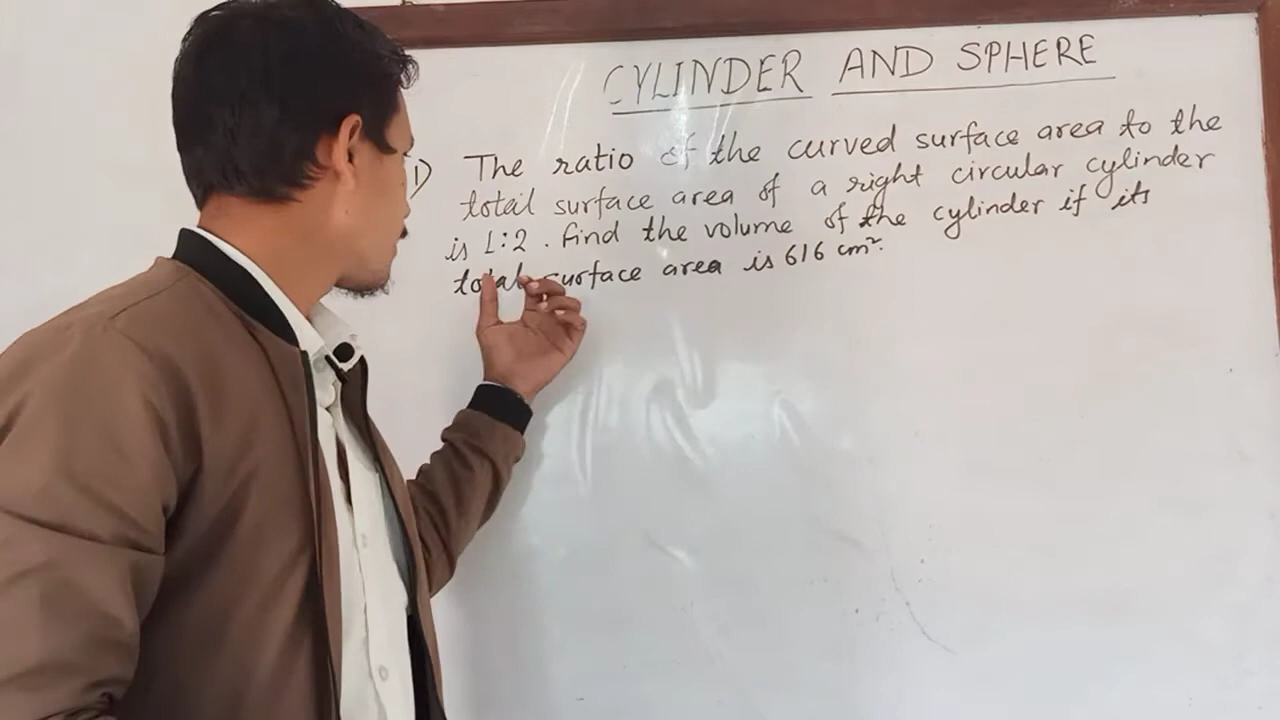 CYLINDER AND SPHERE
1) The ratio of the curved surface area to the
total surface area of a right circular cylinder
is 1:2. Find the volume of the cylinder if its
total surface area is 616 cm².